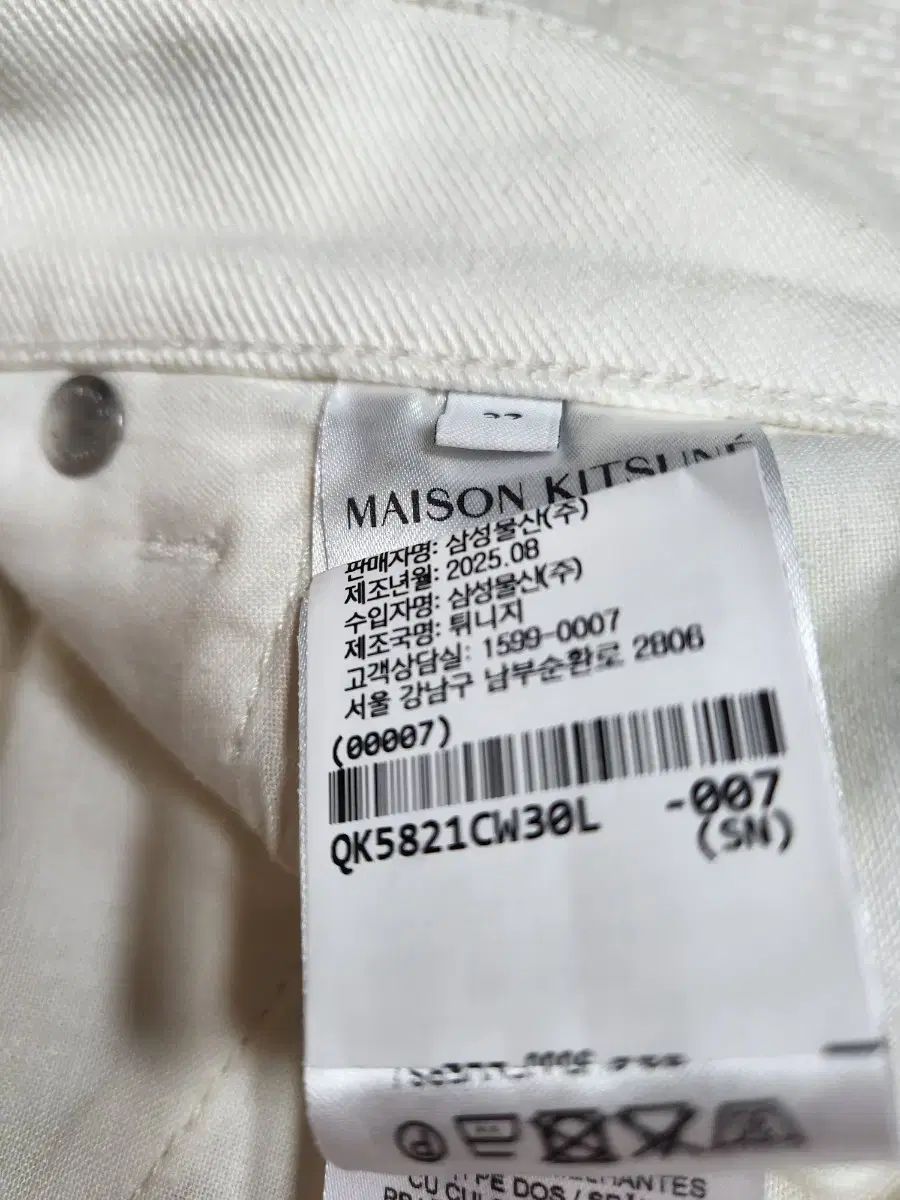 MAISON KITSUNÉ
판매자명: 삼성물산(주)
제조년월: 2025.08
수입자명: 삼성물산(주)
제조국명: 튀니지
고객상담실: 1599-0007
서울 강남구 남부순환로 2806
(00007)
QK5821CW30L -007
(SN)
P
DOS /